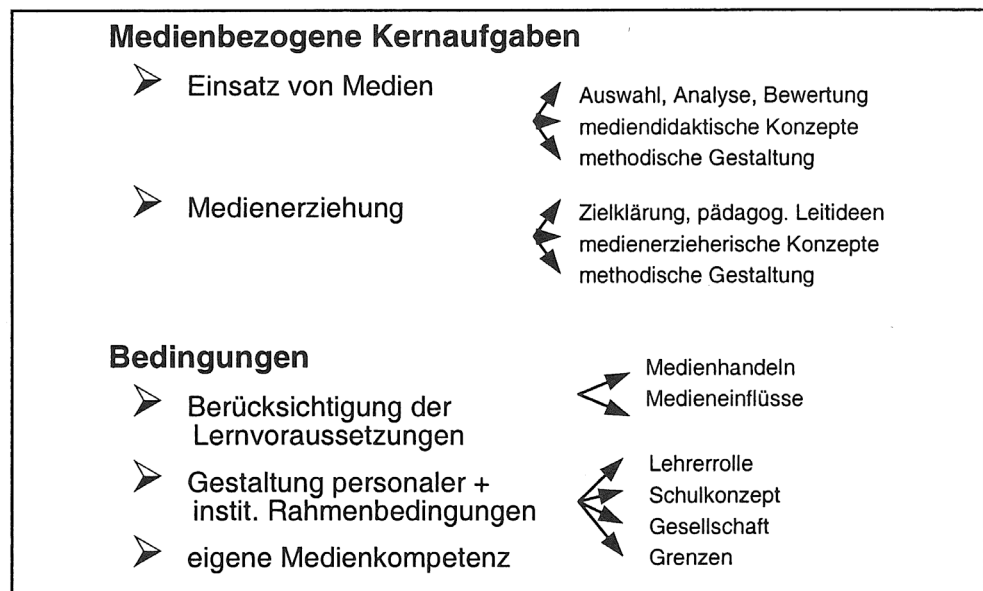 Medienbezogene Kernaufgaben
Einsatz von Medien
Auswahl, Analyse, Bewertung
mediendidaktische Konzepte
methodische Gestaltung
Medienerziehung
Zielklärung, pädagog. Leitideen
medienerzieherische Konzepte
methodische Gestaltung
Bedingungen
Berücksichtigung der
Lernvoraussetzungen
Medienhandeln
Medieneinflüsse
Gestaltung personaler +
instit. Rahmenbedingungen
Lehrerrolle
Schulkonzept
Gesellschaft
Grenzen
eigene Medienkompetenz